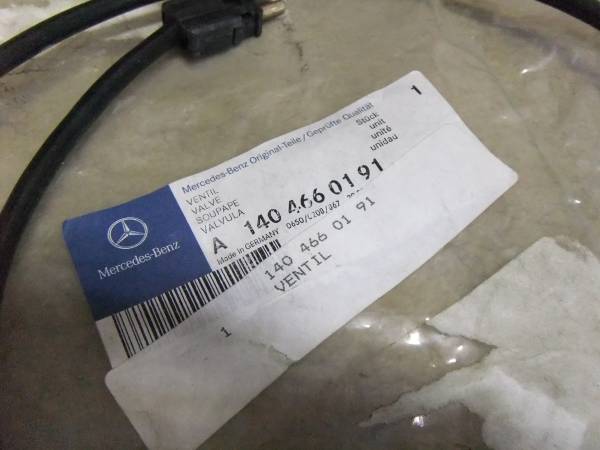 Mercedes-Benz Original-Teile / Geprüfte Qualität
VENTIL
VALVE
SOUPAPE
VALVULA
Stück
unit
unité
unidad
1
A 140 466 01 91
Made in GERMANY
Mercedes-Benz
140 466 01 91
VENTIL
1